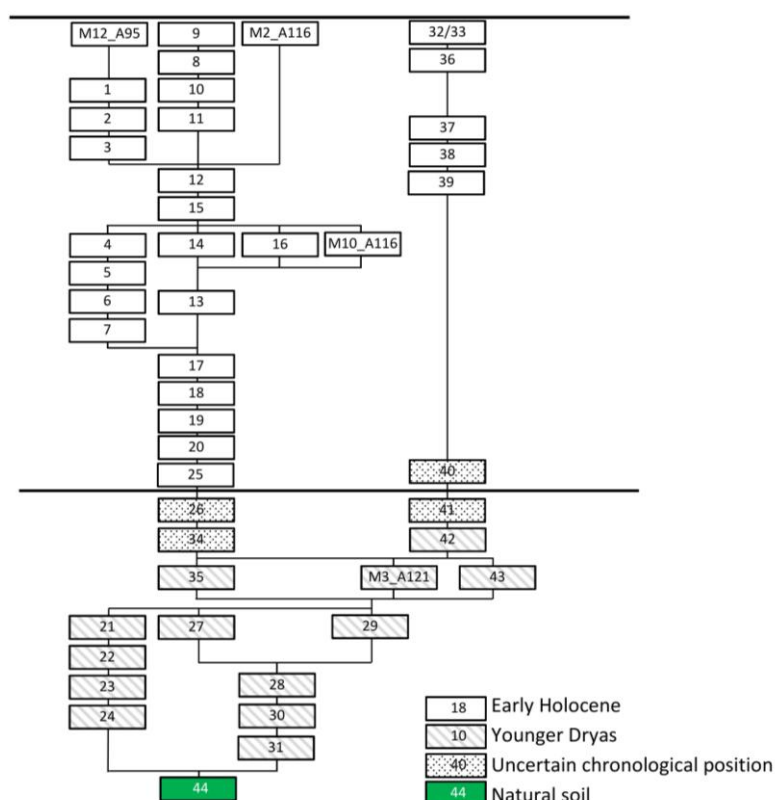 M12_A95 9 M2_A116 32/33
8 36
1 10
2 11 37
3 38
12 39
15
4 14 16 M10_A116
5
6 13
7
17
18
19
20
25 40
26 41
34 42
35 M3_A121 43
21 27 29
22
23 28
24 30
31
44
18 Early Holocene
10 Younger Dryas
40 Uncertain chronological position
44 Natural soil